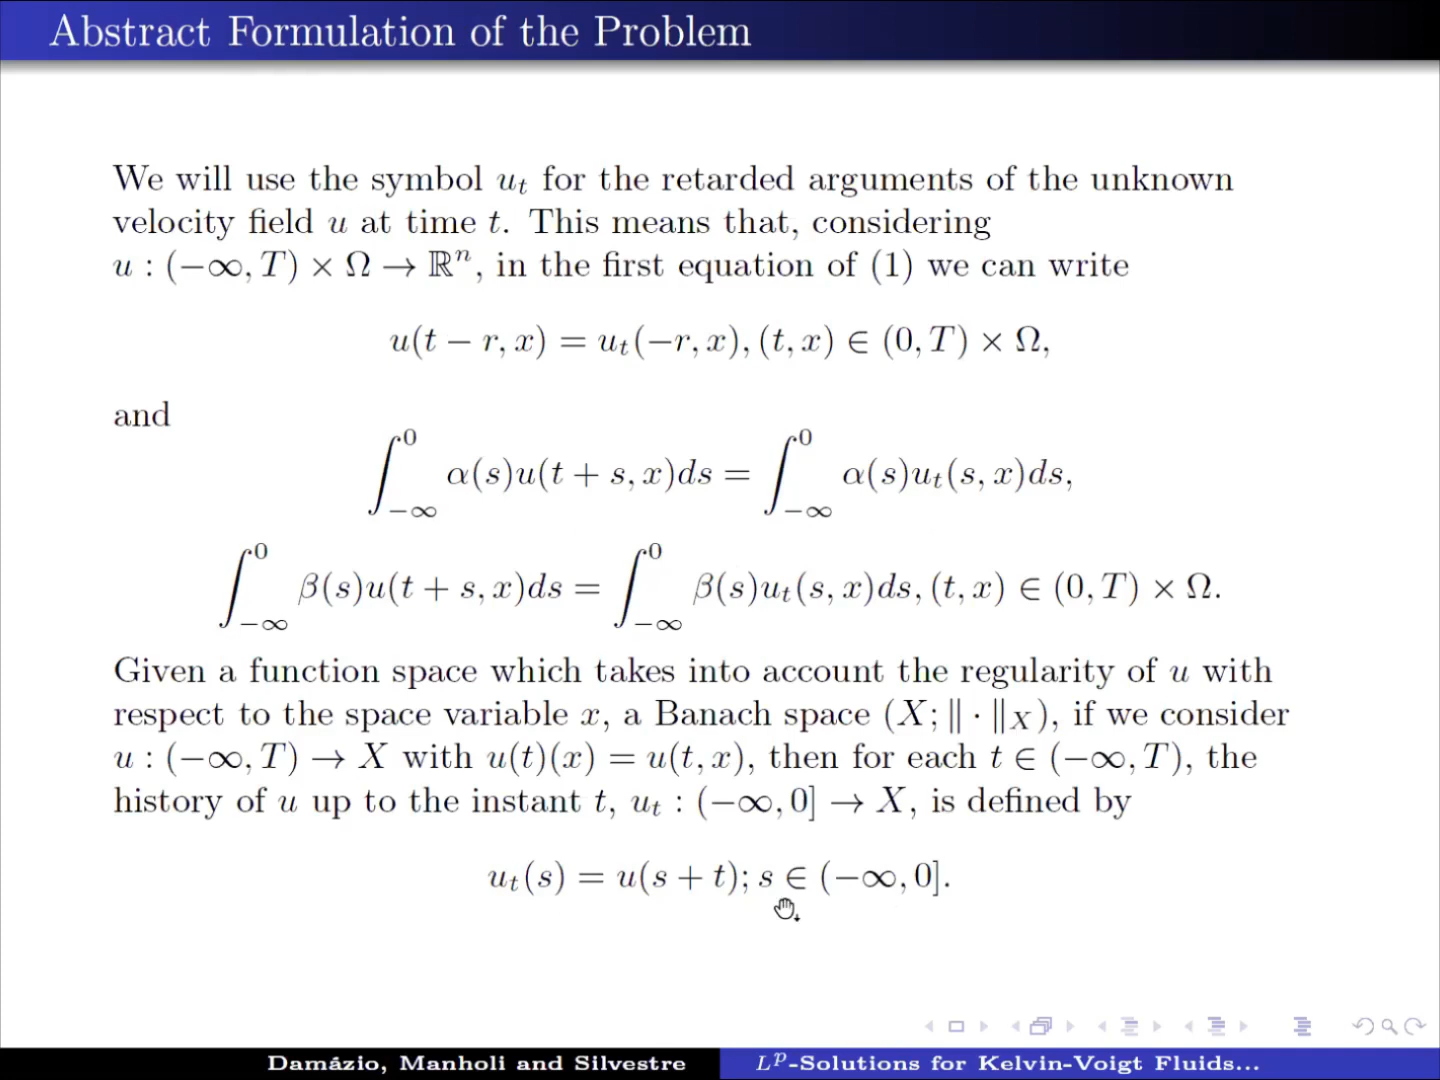 Abstract Formulation of the Problem
We will use the symbol u_t for the retarded arguments of the unknown
velocity field u at time t. This means that, considering
u : (−∞, T) × Ω → ℝⁿ, in the first equation of (1) we can write
u(t − r, x) = u_t(−r, x), (t, x) ∈ (0, T) × Ω,
and
∫_{−∞}^0 α(s)u(t + s, x)ds = ∫_{−∞}^0 α(s)u_t(s, x)ds,
∫_{−∞}^0 β(s)u(t + s, x)ds = ∫_{−∞}^0 β(s)u_t(s, x)ds, (t, x) ∈ (0, T) × Ω.
Given a function space which takes into account the regularity of u with
respect to the space variable x, a Banach space (X; ‖ · ‖_X), if we consider
u : (−∞, T) → X with u(t)(x) = u(t, x), then for each t ∈ (−∞, T), the
history of u up to the instant t, u_t : (−∞, 0] → X, is defined by
u_t(s) = u(s + t); s ∈ (−∞, 0].
Damázio, Manholi and Silvestre
L^p-Solutions for Kelvin-Voigt Fluids...